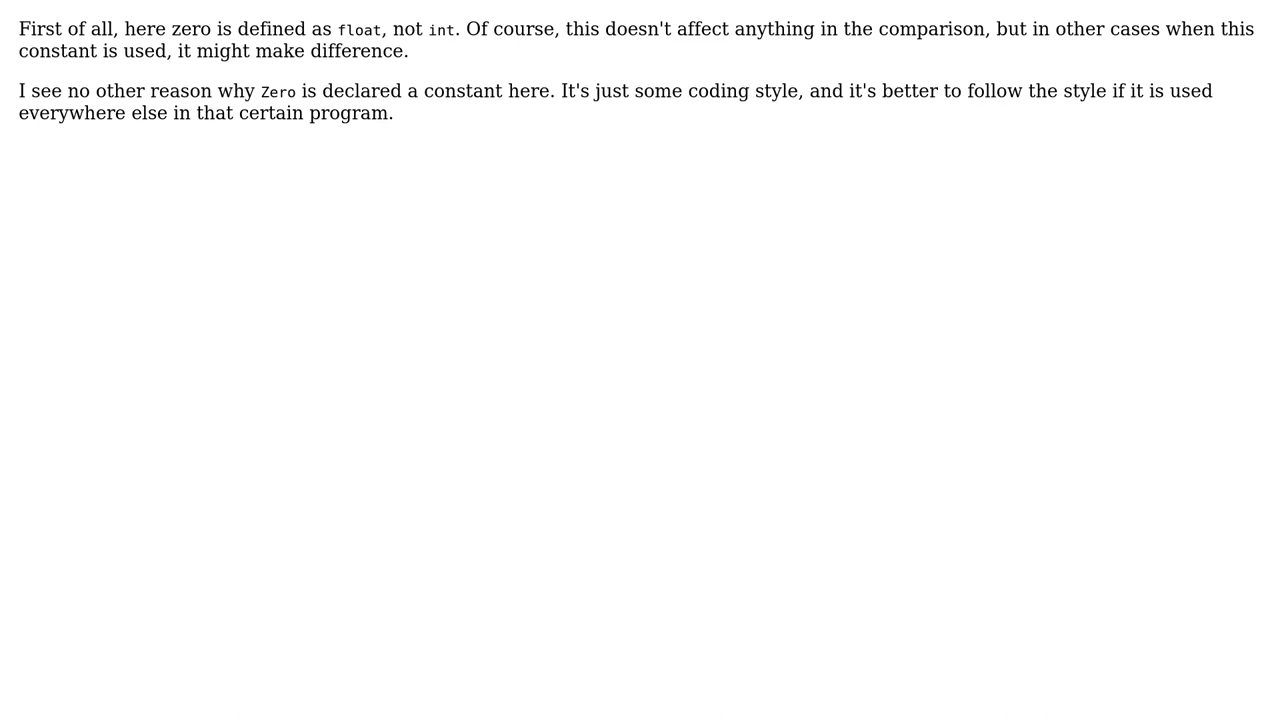 First of all, here zero is defined as float, not int. Of course, this doesn't affect anything in the comparison, but in other cases when this
constant is used, it might make difference.
I see no other reason why Zero is declared a constant here. It's just some coding style, and it's better to follow the style if it is used
everywhere else in that certain program.